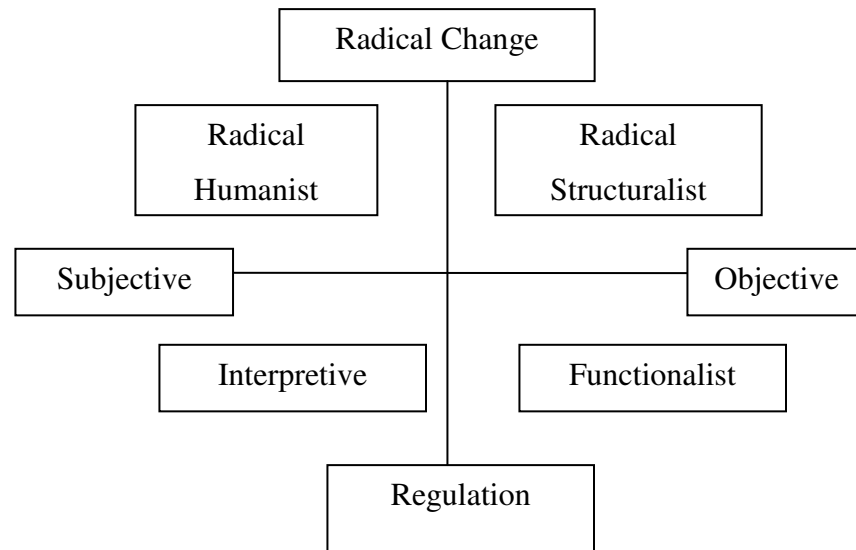 Radical Change
Radical
Humanist
Radical
Structuralist
Subjective
Objective
Interpretive
Functionalist
Regulation